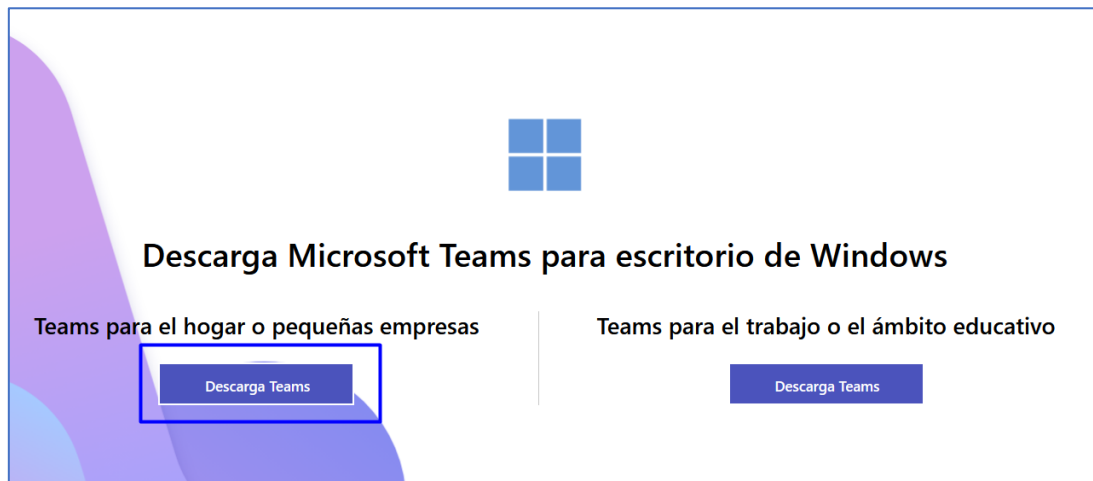 Descarga Microsoft Teams para escritorio de Windows
Teams para el hogar o pequeñas empresas
Descarga Teams
Teams para el trabajo o el ámbito educativo
Descarga Teams